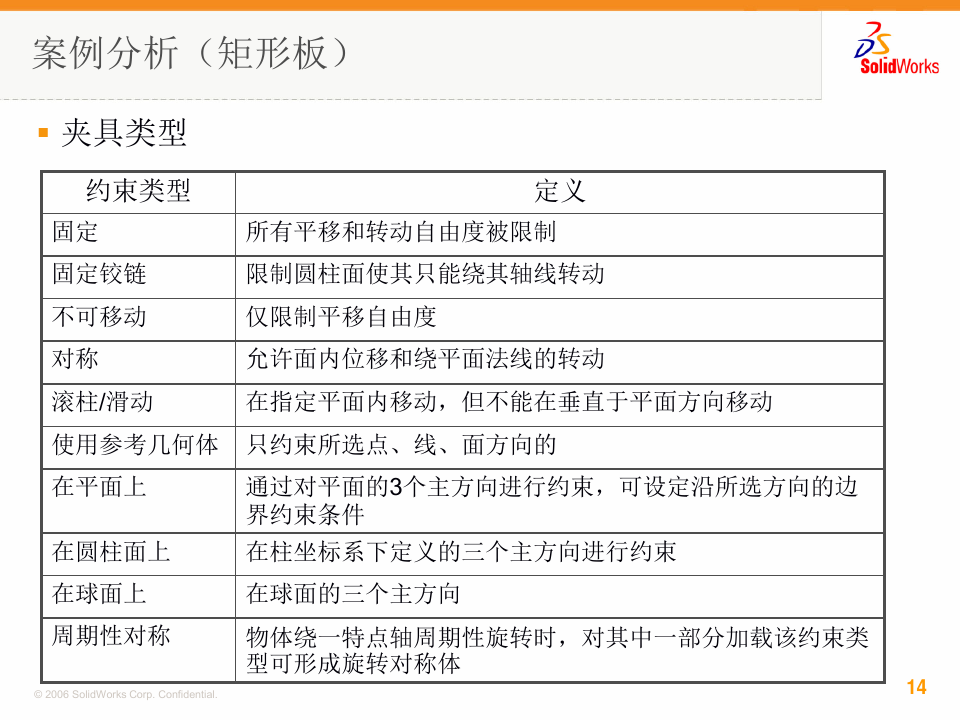 案例分析（矩形板）
SolidWorks
夹具类型
约束类型 定义
固定 所有平移和转动自由度被限制
固定铰链 限制圆柱面使其只能绕其轴线转动
不可移动 仅限制平移自由度
对称 允许面内位移和绕平面法线的转动
滚柱/滑动 在指定平面内移动，但不能在垂直于平面方向移动
使用参考几何体 只约束所选点、线、面方向的
在平面上 通过对平面的3个主方向进行约束，可设定沿所选方向的边
界约束条件
在圆柱面上 在柱坐标系下定义的三个主方向进行约束
在球面上 在球面的三个主方向
周期性对称 物体绕一特点轴周期性旋转时，对其中一部分加载该约束类
型可形成旋转对称体
© 2006 SolidWorks Corp. Confidential.
14